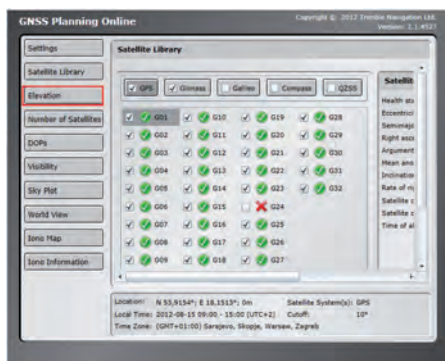 GNSS Planning Online
Copyright © 2012 Trimble Navigation Ltd.
Version: 2.1.4527
Settings
Satellite Library
Elevation
Number of Satellites
DOPs
Visibility
Sky Plot
World View
Iono Map
Iono Information
Satellite Library
GPS
Glonass
Galileo
Compass
QZSS
G01 G10 G19 G28
G02 G11 G20 G29
G03 G12 G21 G30
G04 G13 G22 G31
G05 G14 G23 G32
G06 G15 G24
G07 G16 G25
G08 G17 G26
G09 G18 G27
Satellit
Health sta
Eccentrici
Semimajo
Right asce
Argument
Mean ano
Inclination
Rate of ri
Satellite c
Satellite c
Time of al
Location: N 53,9154°; E 18,1513°; 0m Satellite System(s): GPS
Local Time: 2012-08-15 09:00 - 15:00 [UTC+2] Cutoff: 10°
Time Zone: (GMT+01:00) Sarajevo, Skopje, Warsaw, Zagreb